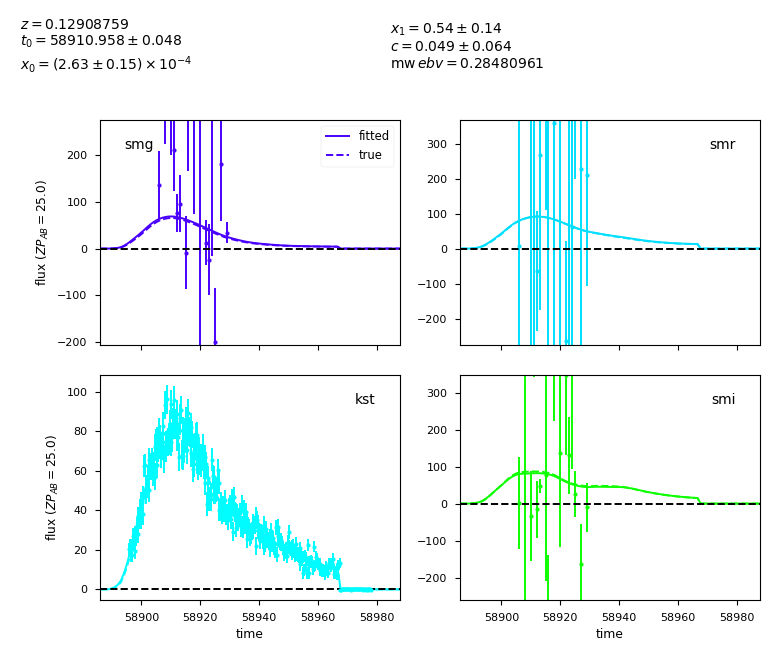 z = 0.12908759
t₀ = 58910.958 ± 0.048
x₀ = (2.63 ± 0.15) × 10⁻⁴
x₁ = 0.54 ± 0.14
c = 0.049 ± 0.064
mw ebv = 0.28480961
smg
fitted
true
200
100
0
−100
−200
flux (ZP_AB = 25.0)
smr
300
200
100
0
−100
−200
kst
100
80
60
40
20
0
flux (ZP_AB = 25.0)
58900 58920 58940 58960 58980
time
smi
300
200
100
0
−100
−200
58900 58920 58940 58960 58980
time